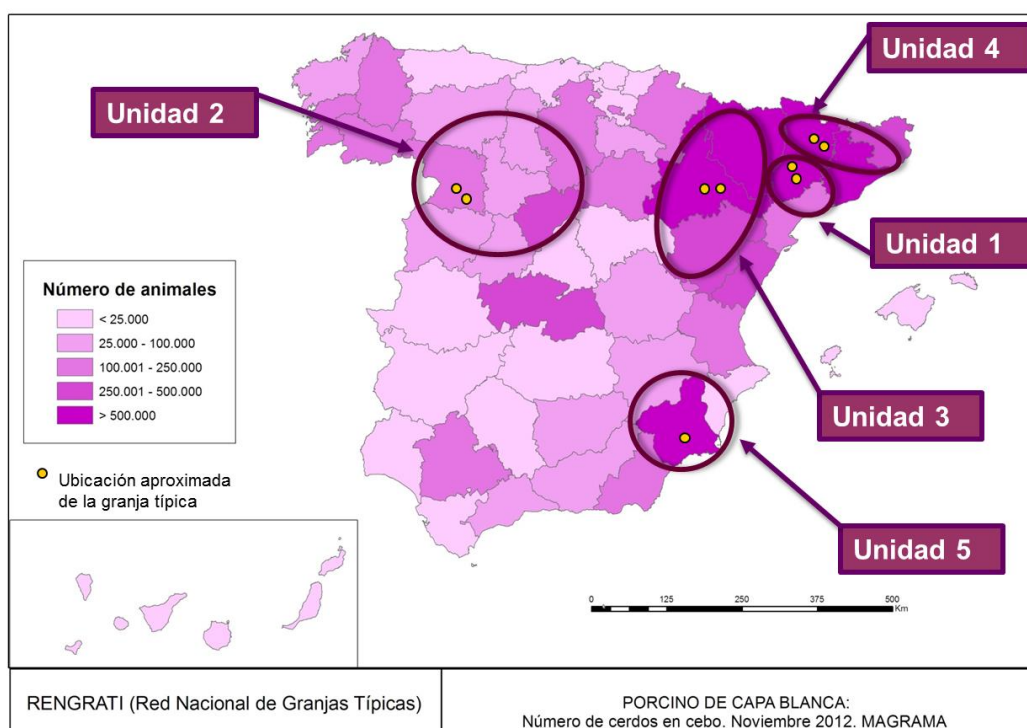 Unidad 4
Unidad 2
Unidad 1
Número de animales
< 25.000
25.000 - 100.000
100.001 - 250.000
250.001 - 500.000
> 500.000
Unidad 3
Ubicación aproximada
de la granja típica
Unidad 5
0 125 250 375 500
Km
RENGRATI (Red Nacional de Granjas Típicas)
PORCINO DE CAPA BLANCA:
Número de cerdos en cebo. Noviembre 2012. MAGRAMA